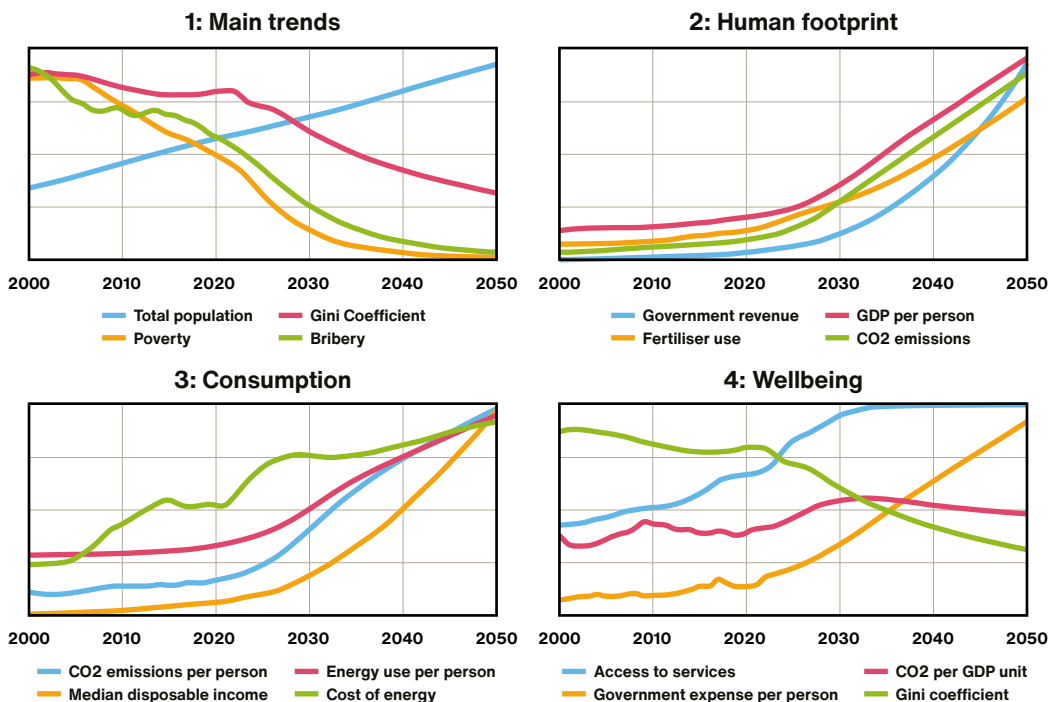 1: Main trends
2000 2010 2020 2030 2040 2050
Total population Gini Coefficient
Poverty Bribery
2: Human footprint
2000 2010 2020 2030 2040 2050
Government revenue GDP per person
Fertiliser use CO2 emissions
3: Consumption
2000 2010 2020 2030 2040 2050
CO2 emissions per person Energy use per person
Median disposable income Cost of energy
4: Wellbeing
2000 2010 2020 2030 2040 2050
Access to services CO2 per GDP unit
Government expense per person Gini coefficient